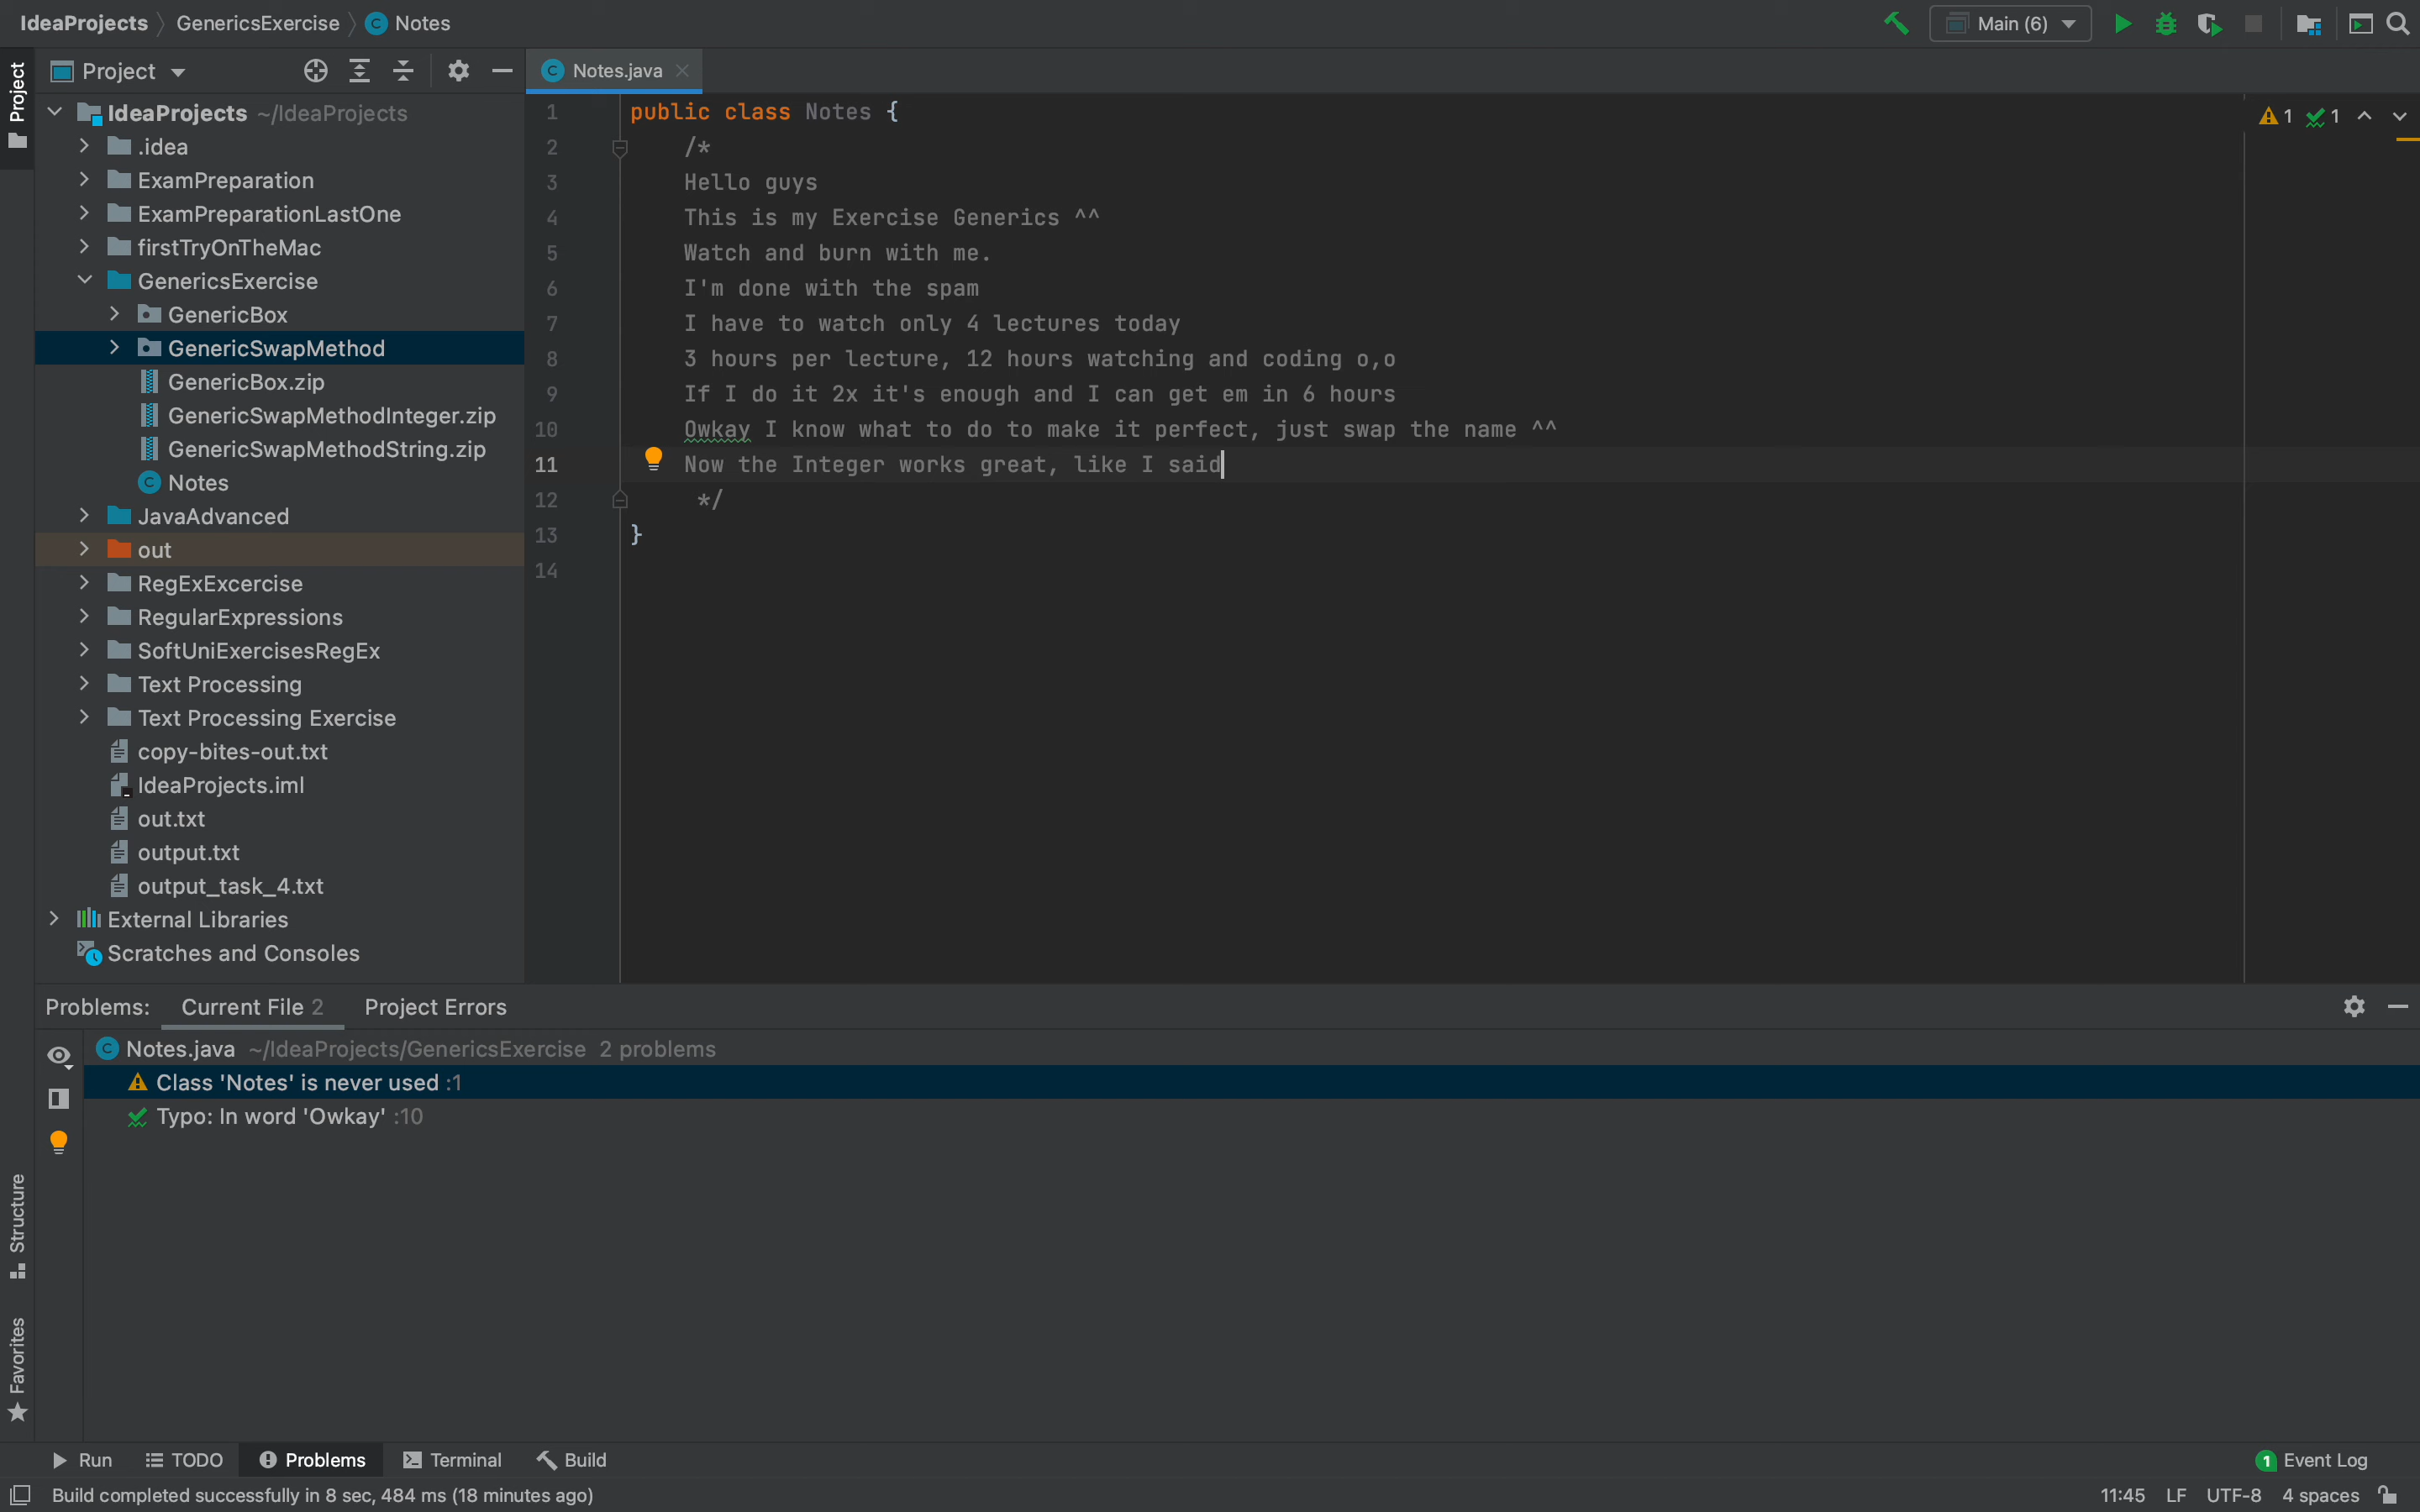 IdeaProjects GenericsExercise Notes
Main (6)
Project
Project
Notes.java
IdeaProjects ~/IdeaProjects
.idea
ExamPreparation
ExamPreparationLastOne
firstTryOnTheMac
GenericsExercise
GenericBox
GenericSwapMethod
GenericBox.zip
GenericSwapMethodInteger.zip
GenericSwapMethodString.zip
Notes
JavaAdvanced
out
RegExExcercise
RegularExpressions
SoftUniExercisesRegEx
Text Processing
Text Processing Exercise
copy-bites-out.txt
IdeaProjects.iml
out.txt
output.txt
output_task_4.txt
External Libraries
Scratches and Consoles
1 public class Notes {
2 /*
3 Hello guys
4 This is my Exercise Generics ^^
5 Watch and burn with me.
6 I'm done with the spam
7 I have to watch only 4 lectures today
8 3 hours per lecture, 12 hours watching and coding o,o
9 If I do it 2x it's enough and I can get em in 6 hours
10 Owkay I know what to do to make it perfect, just swap the name ^^
11 Now the Integer works great, like I said
12 */
13 }
14
1 1
Problems: Current File 2 Project Errors
Notes.java ~/IdeaProjects/GenericsExercise 2 problems
Class 'Notes' is never used :1
Typo: In word 'Owkay' :10
Structure
Favorites
Run TODO Problems Terminal Build
1 Event Log
Build completed successfully in 8 sec, 484 ms (18 minutes ago)
11:45 LF UTF-8 4 spaces